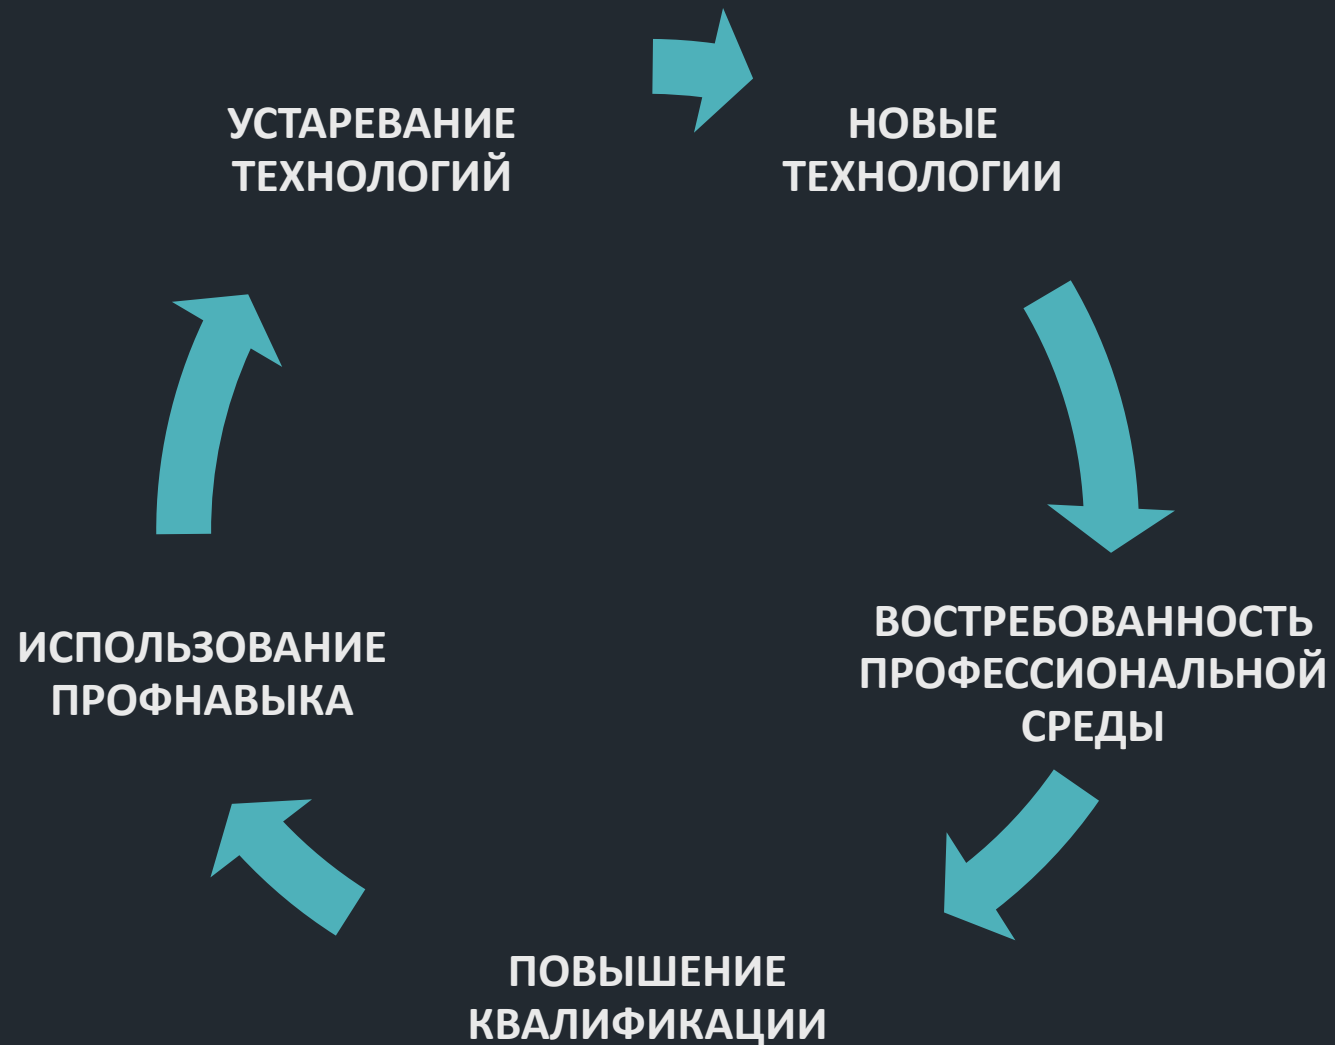 УСТАРЕВАНИЕ
ТЕХНОЛОГИЙ
НОВЫЕ
ТЕХНОЛОГИИ
ВОСТРЕБОВАННОСТЬ
ПРОФЕССИОНАЛЬНОЙ
СРЕДЫ
ПОВЫШЕНИЕ
КВАЛИФИКАЦИИ
ИСПОЛЬЗОВАНИЕ
ПРОФНАВЫКА